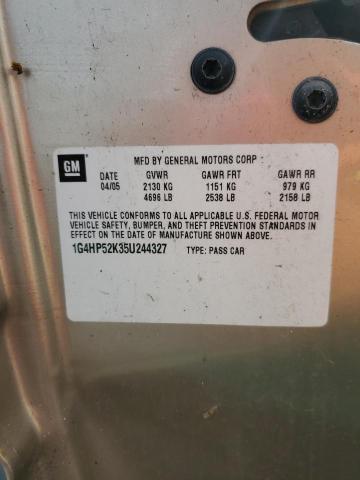 GM
MFD BY GENERAL MOTORS CORP
DATE GVWR GAWR FRT GAWR RR
04/05 2130 KG 1151 KG 979 KG
4696 LB 2538 LB 2158 LB
THIS VEHICLE CONFORMS TO ALL APPLICABLE U.S. FEDERAL MOTOR
VEHICLE SAFETY, BUMPER, AND THEFT PREVENTION STANDARDS
IN EFFECT ON THE DATE OF MANUFACTURE SHOWN ABOVE.
1G4HP52K35U244327 TYPE: PASS CAR